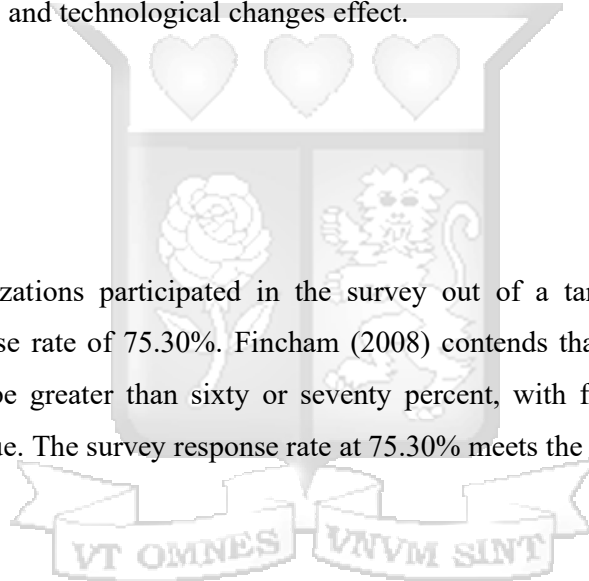 and technological changes effect.
zations participated in the survey out of a tar
se rate of 75.30%. Fincham (2008) contends tha
be greater than sixty or seventy percent, with f
ue. The survey response rate at 75.30% meets the
VT OMNES VNVM SINT